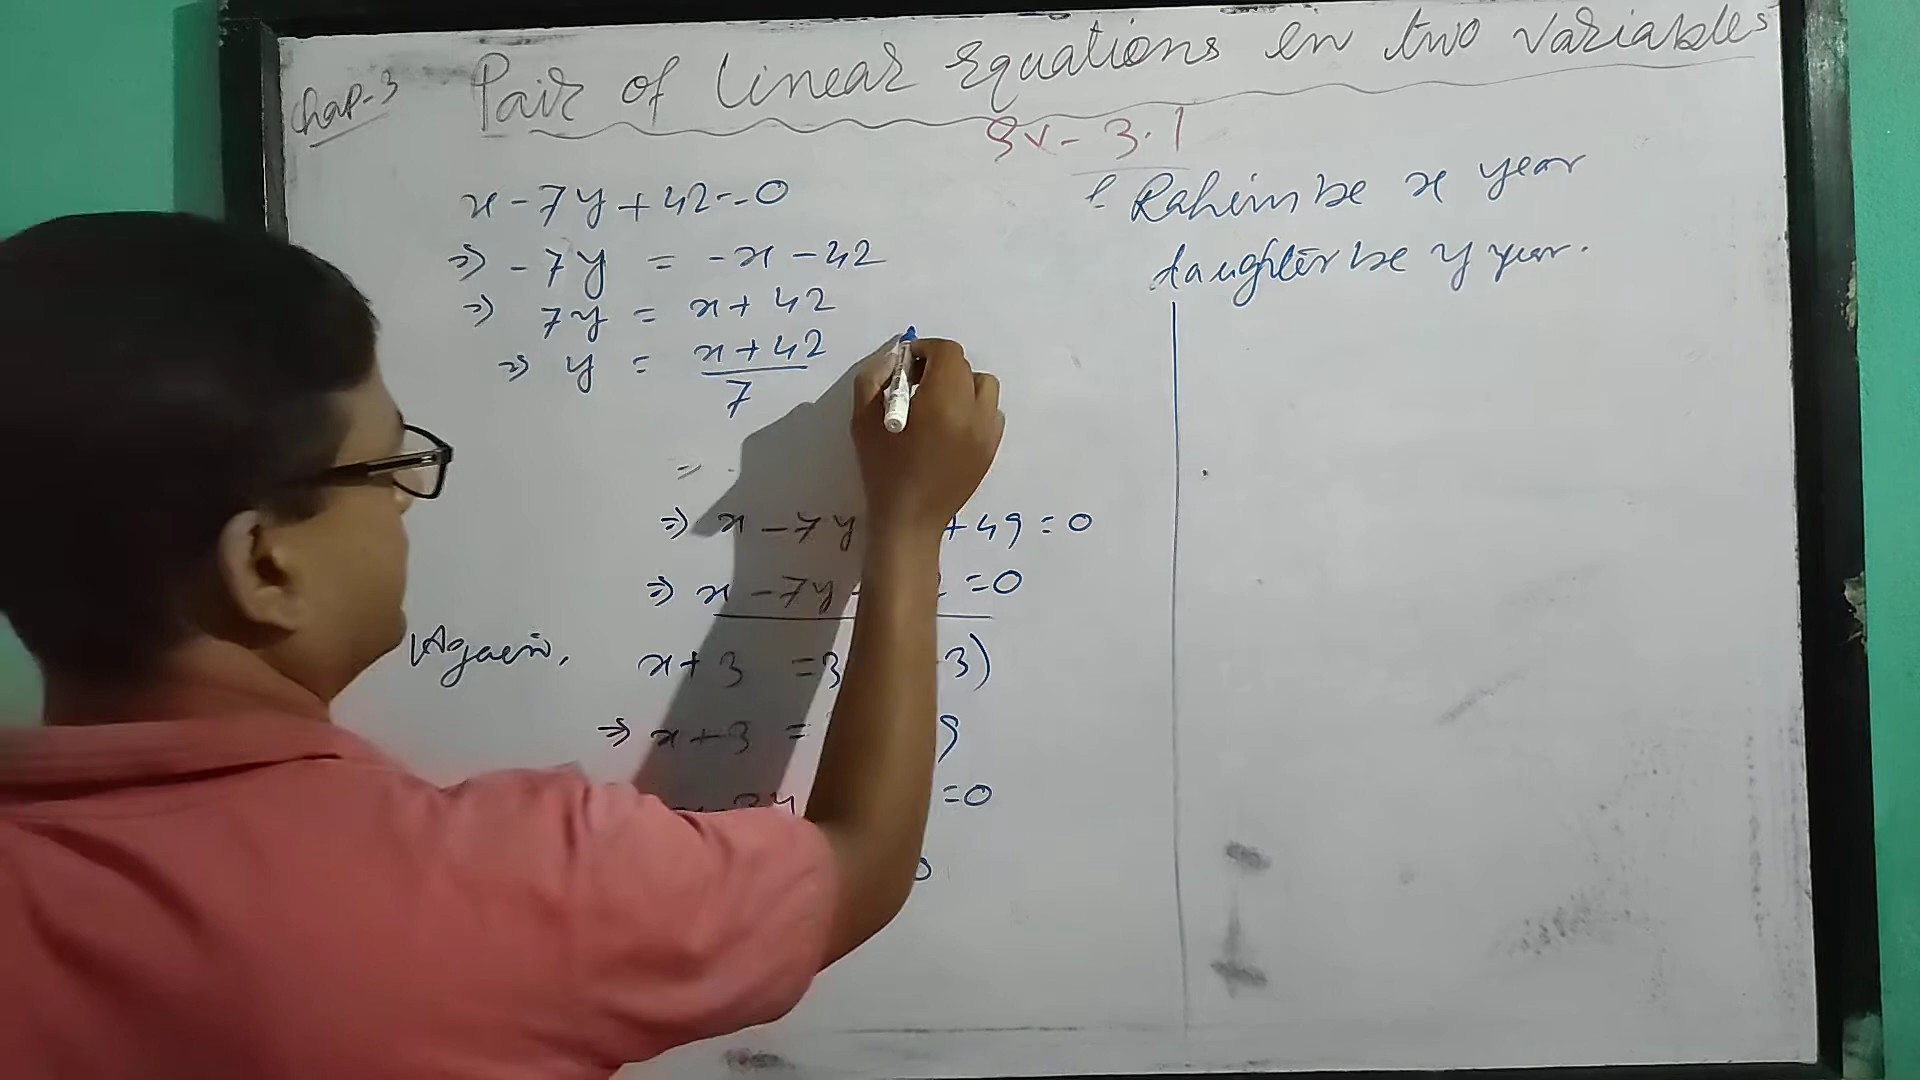 Chap-3 Pair of Linear Equations in two Variables
Ex-3.1
x-7y+42=0
⇒ -7y = -x-42
⇒ 7y = x+42
⇒ y = x+42
7
⇒ x-7y +49=0
⇒ x-7y =0
Again, x+3 =3 3)
⇒ x+3 = 9
x-3y =0
Rahim be x year
daughter be y year.